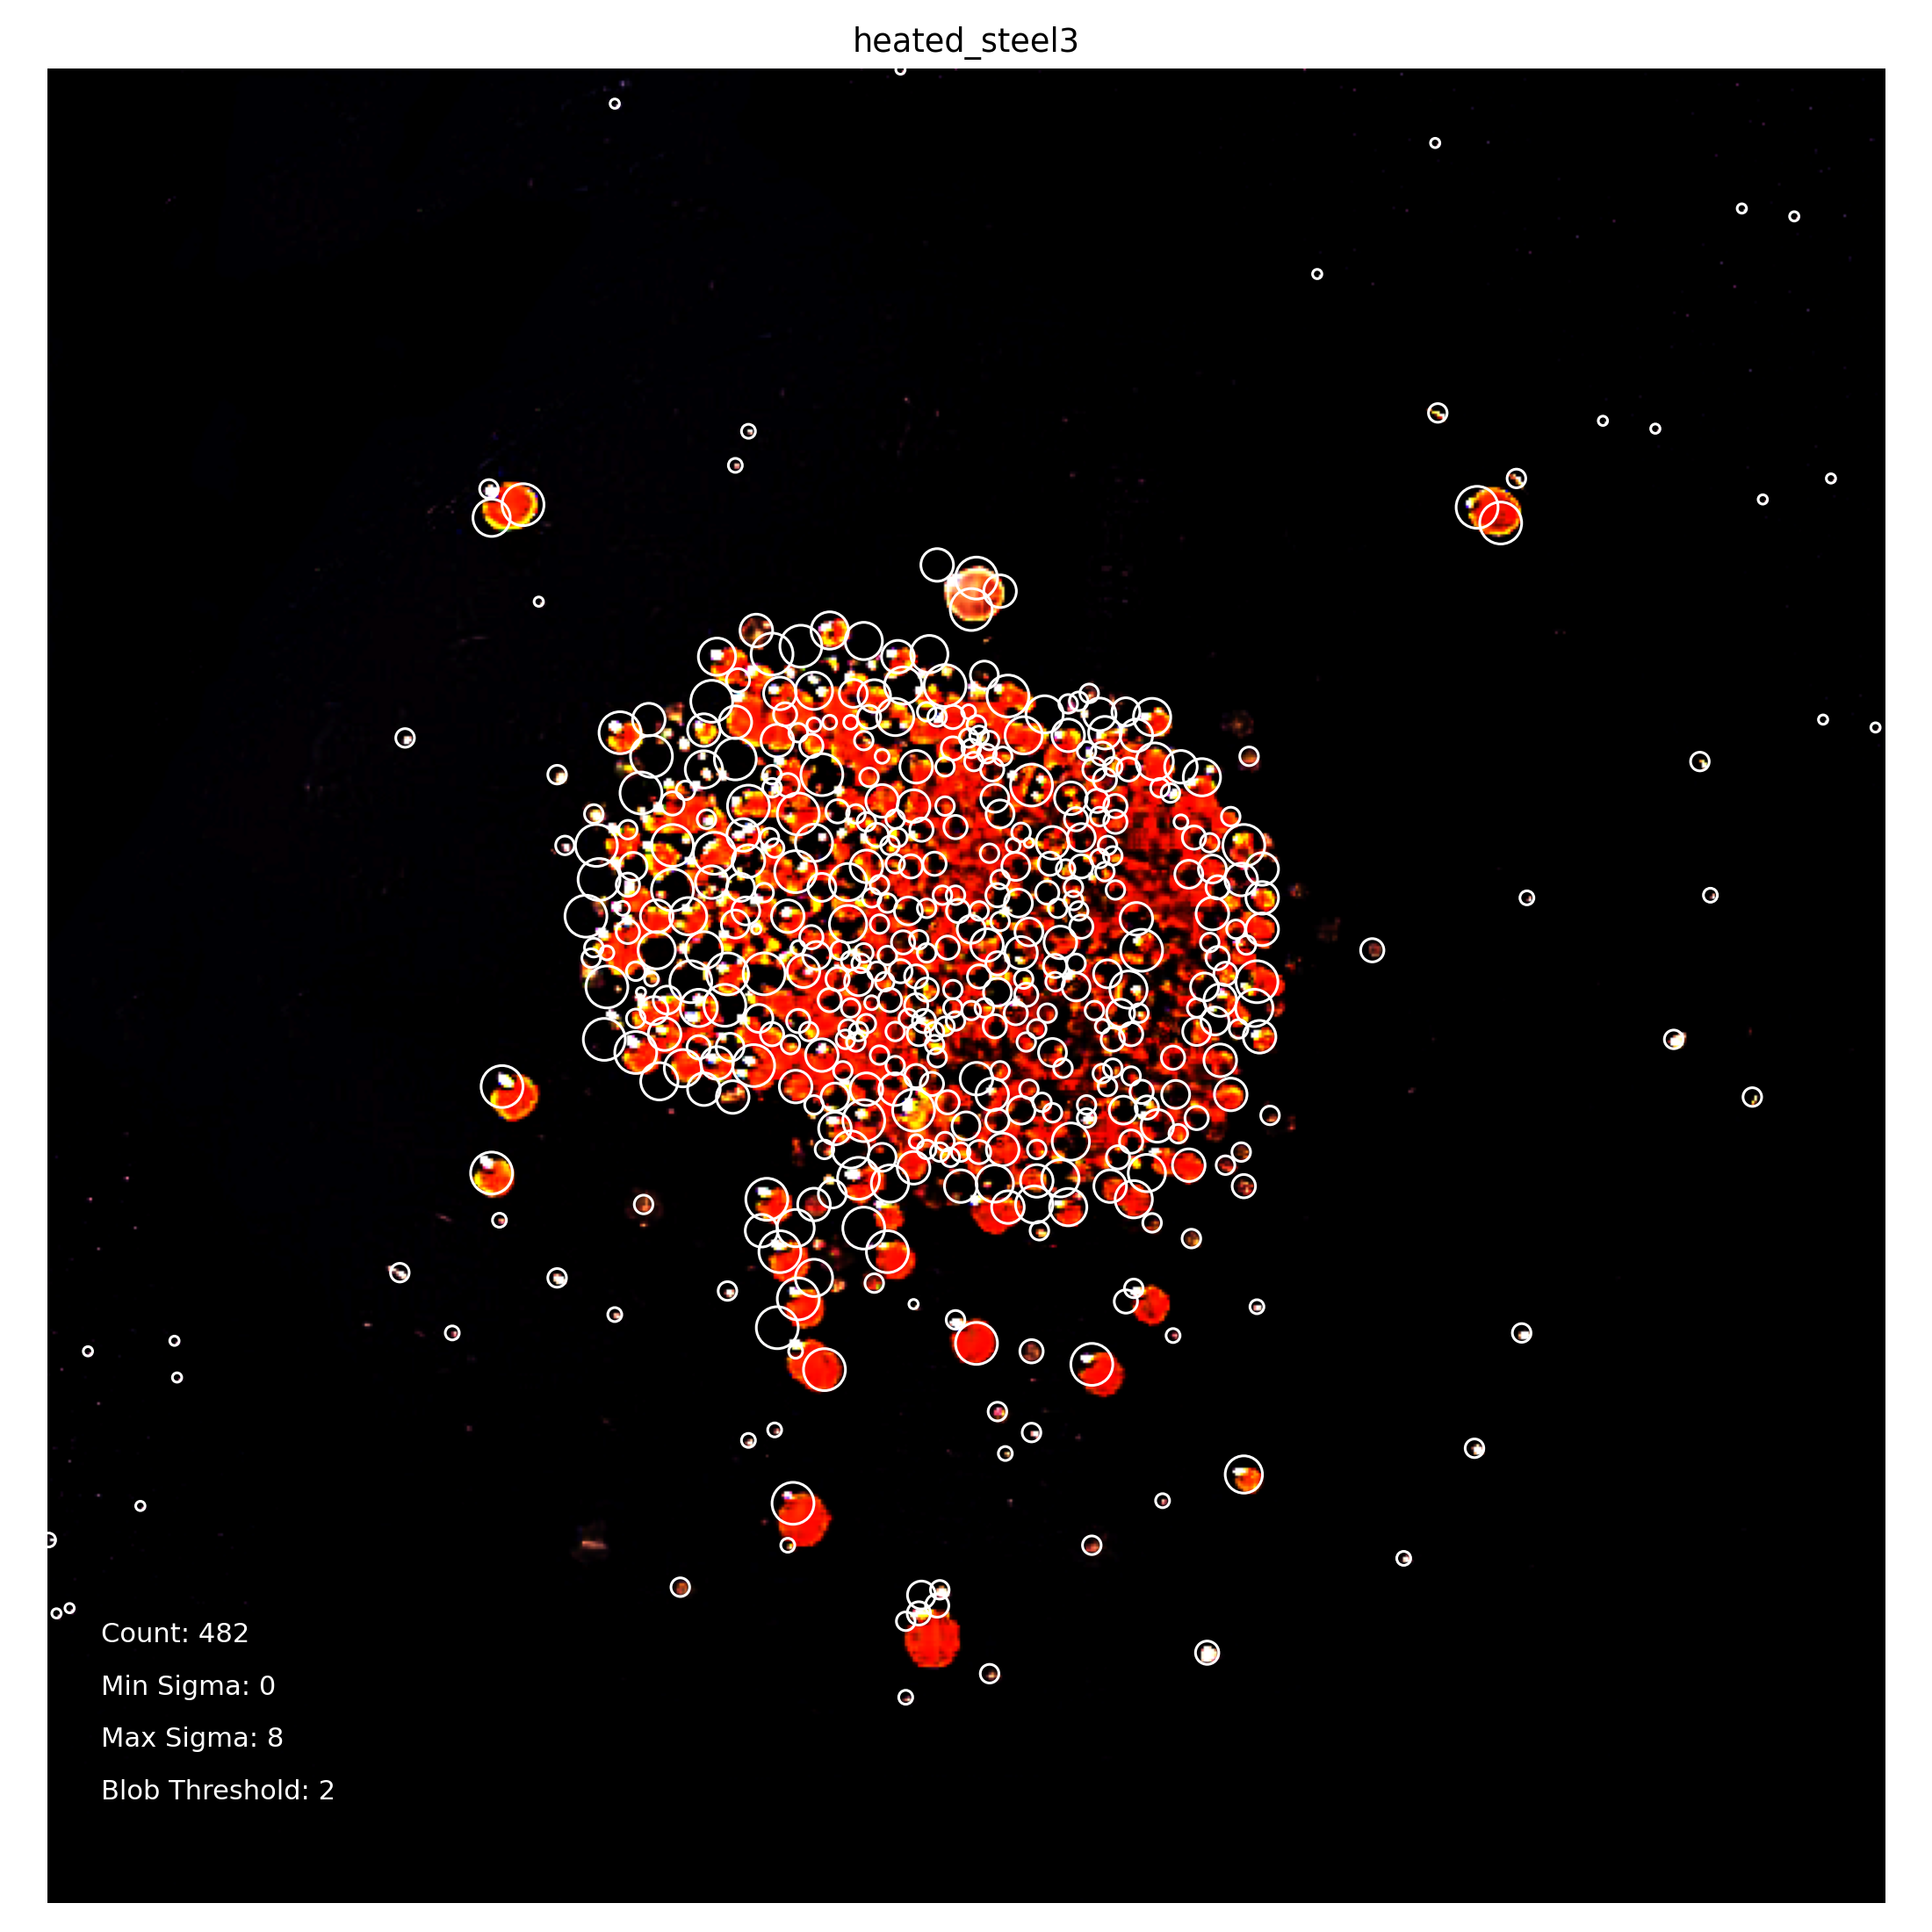 heated_steel3
Count: 482
Min Sigma: 0
Max Sigma: 8
Blob Threshold: 2